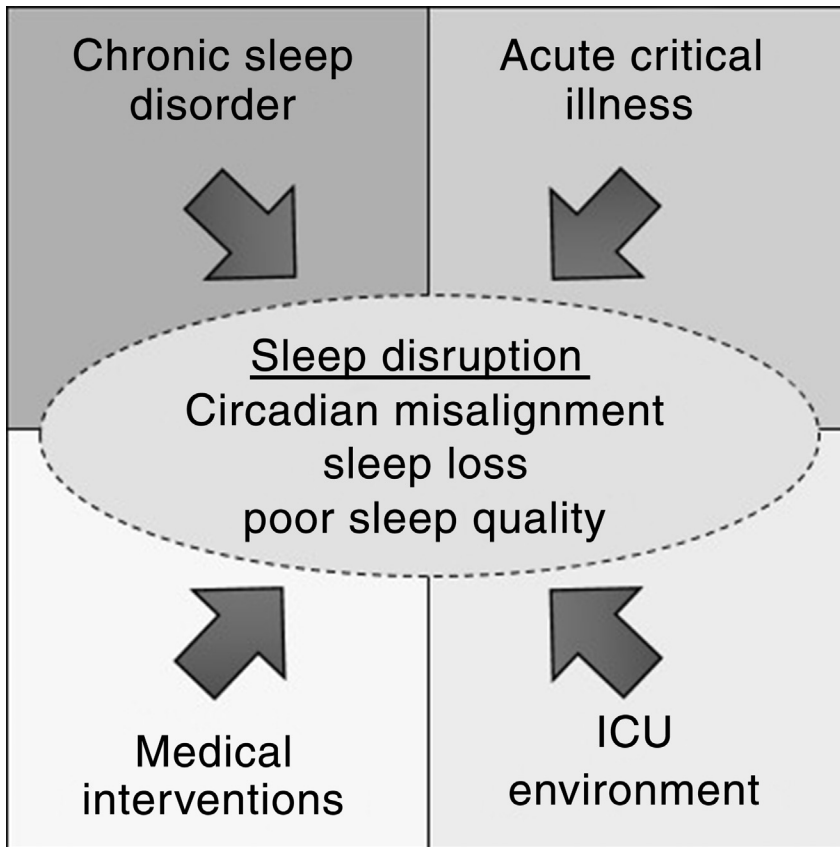 Chronic sleep
disorder
Acute critical
illness
Sleep disruption
Circadian misalignment
sleep loss
poor sleep quality
Medical
interventions
ICU
environment